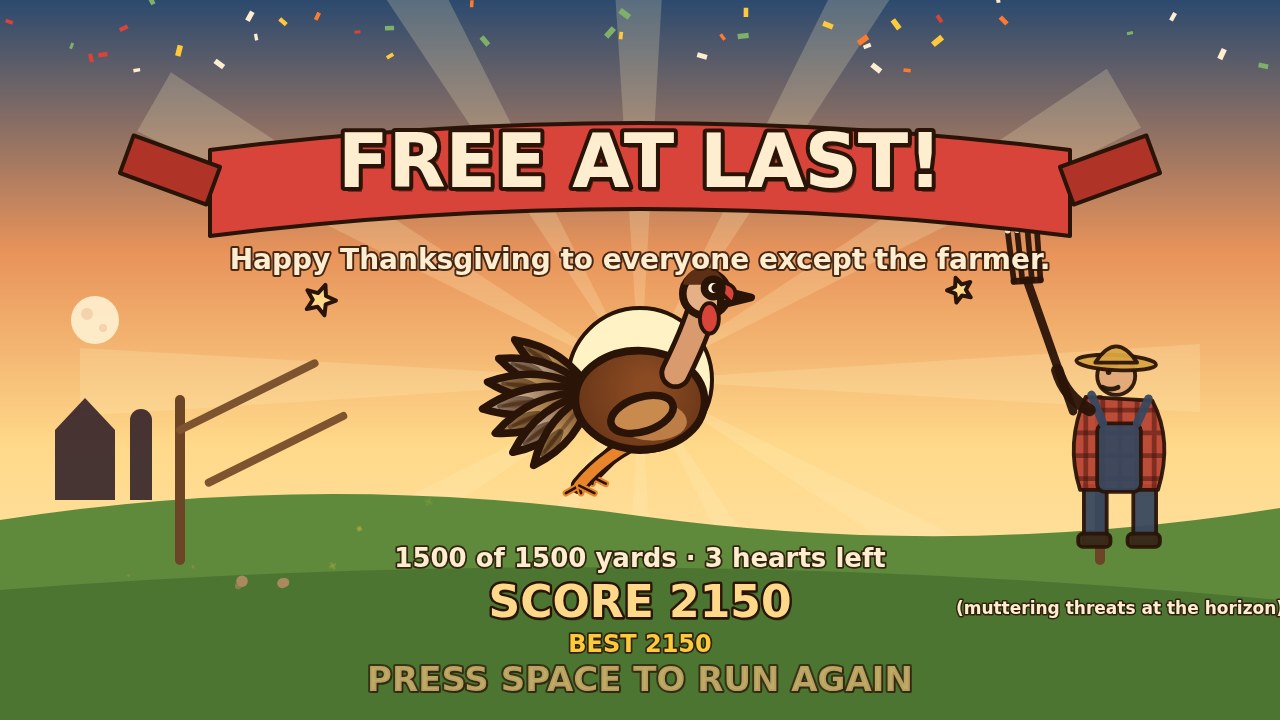 FREE AT LAST!
Happy Thanksgiving to everyone except the farmer.
1500 of 1500 yards · 3 hearts left
SCORE 2150
(muttering threats at the horizon)
BEST 2150
PRESS SPACE TO RUN AGAIN